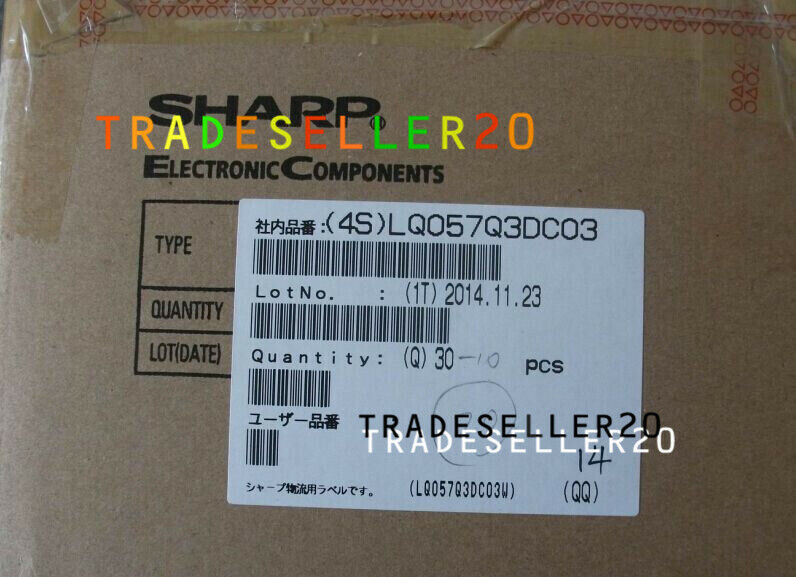 SHARP®
TRADESELLER20
ELECTRONIC COMPONENTS
TYPE
QUANTITY
LOT(DATE)
社内品番:(4S)LQ057Q3DC03
LotNo. : (1T) 2014.11.23
Quantity: (Q) 30-10 pcs
ユーザー品番
TRADESELLER20
TRADESELLER20
14
シャープ物流用ラベルです。 (LQ057Q3DC03W) (QQ)